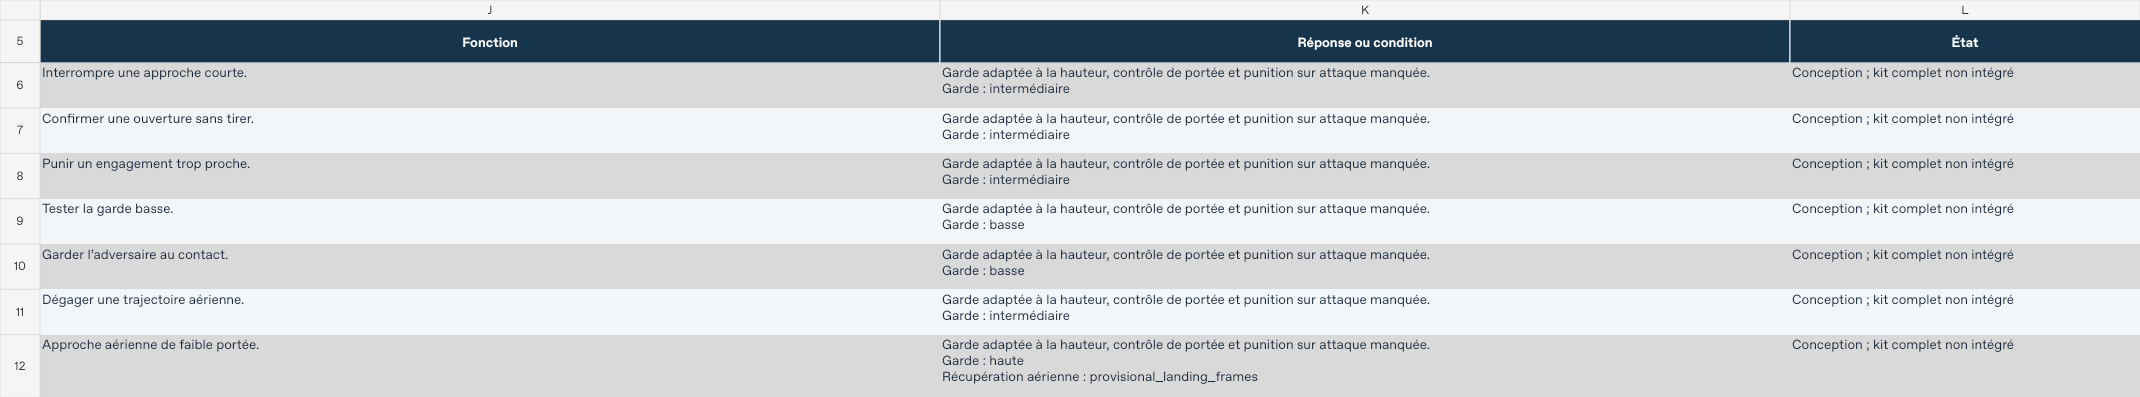 J K L
5 Fonction Réponse ou condition État
6 Interrompre une approche courte. Garde adaptée à la hauteur, contrôle de portée et punition sur attaque manquée. Conception ; kit complet non intégré
Garde : intermédiaire
7 Confirmer une ouverture sans tirer. Garde adaptée à la hauteur, contrôle de portée et punition sur attaque manquée. Conception ; kit complet non intégré
Garde : intermédiaire
8 Punir un engagement trop proche. Garde adaptée à la hauteur, contrôle de portée et punition sur attaque manquée. Conception ; kit complet non intégré
Garde : intermédiaire
9 Tester la garde basse. Garde adaptée à la hauteur, contrôle de portée et punition sur attaque manquée. Conception ; kit complet non intégré
Garde : basse
10 Garder l'adversaire au contact. Garde adaptée à la hauteur, contrôle de portée et punition sur attaque manquée. Conception ; kit complet non intégré
Garde : basse
11 Dégager une trajectoire aérienne. Garde adaptée à la hauteur, contrôle de portée et punition sur attaque manquée. Conception ; kit complet non intégré
Garde : intermédiaire
12 Approche aérienne de faible portée. Garde adaptée à la hauteur, contrôle de portée et punition sur attaque manquée. Conception ; kit complet non intégré
Garde : haute
Récupération aérienne : provisional_landing_frames